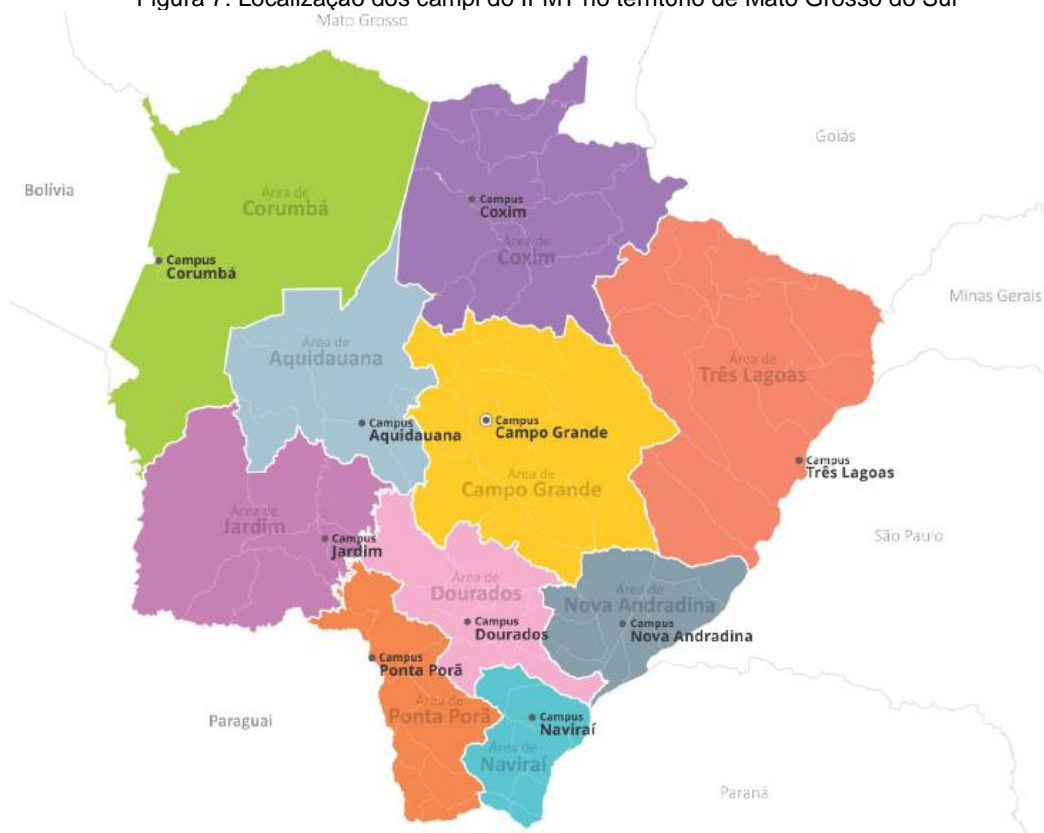 Figura 7: Localização dos campi do IFMT no território de Mato Grosso do Sul
Mato Grosso
Goiás
Bolívia
Área de
Corumbá
Campus
Coxim
Área de
Coxim
Campus
Corumbá
Minas Gerais
Área de
Aquidauana
Área de
Três Lagoas
Campus
Aquidauana
Campus
Campo Grande
Campus
Três Lagoas
Área de
Campo Grande
Área de
Jardim
Campus
Jardim
São Paulo
Área de
Dourados
Área de
Nova Andradina
Campus
Dourados
Campus
Nova Andradina
Campus
Ponta Porã
Área de
Ponta Porã
Paraguai
Campus
Naviraí
Área de
Naviraí
Paraná